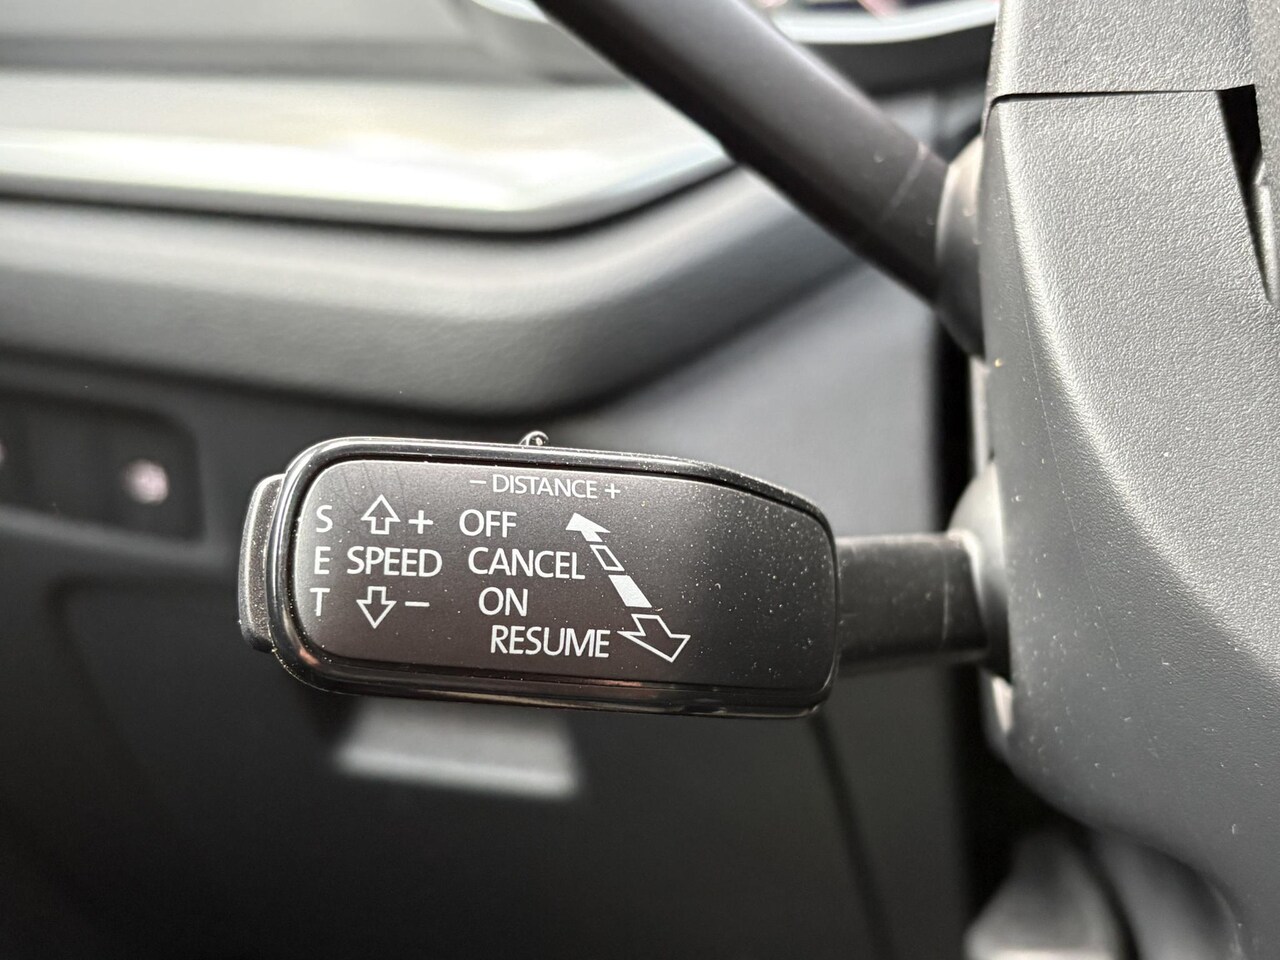 - DISTANCE +
S + OFF
E SPEED CANCEL
T - ON
RESUME